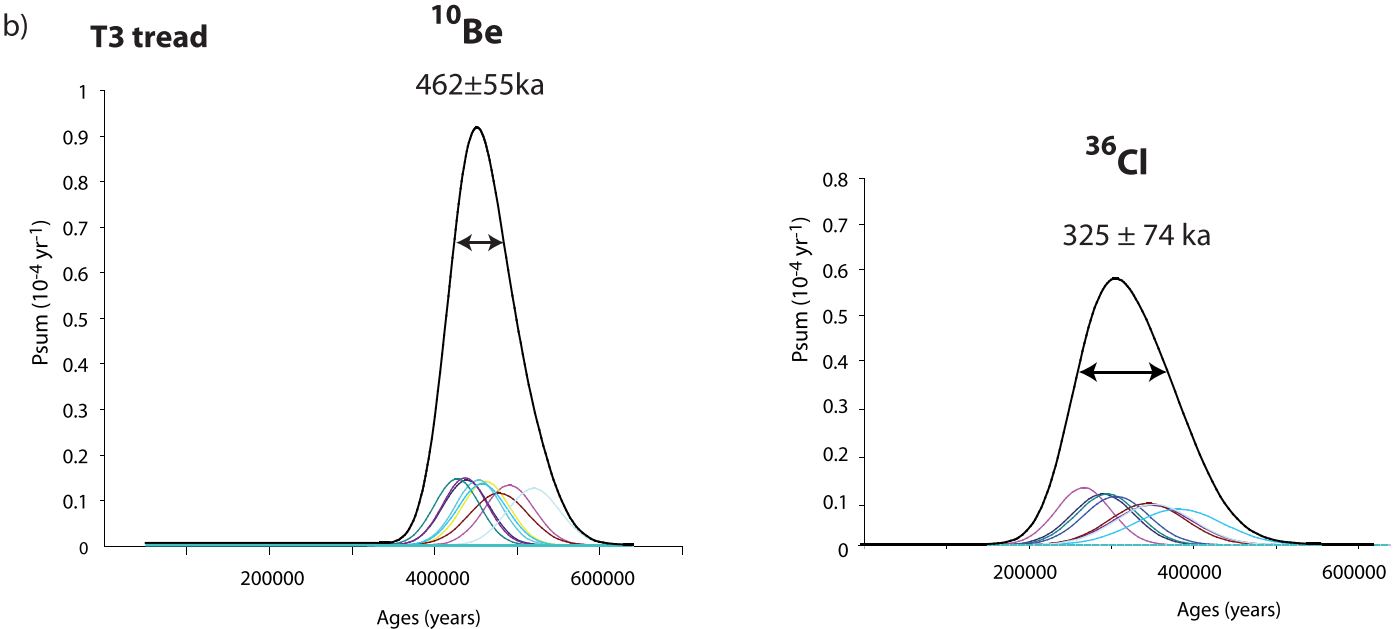 b)
T3 tread
10Be
462±55ka
1
0.9
0.8
0.7
0.6
0.5
0.4
0.3
0.2
0.1
0
Psum (10-4 yr-1)
200000
400000
600000
Ages (years)
36Cl
325 ± 74 ka
0.8
0.7
0.6
0.5
0.4
0.3
0.2
0.1
0
Psum (10-4 yr-1)
200000
400000
600000
Ages (years)